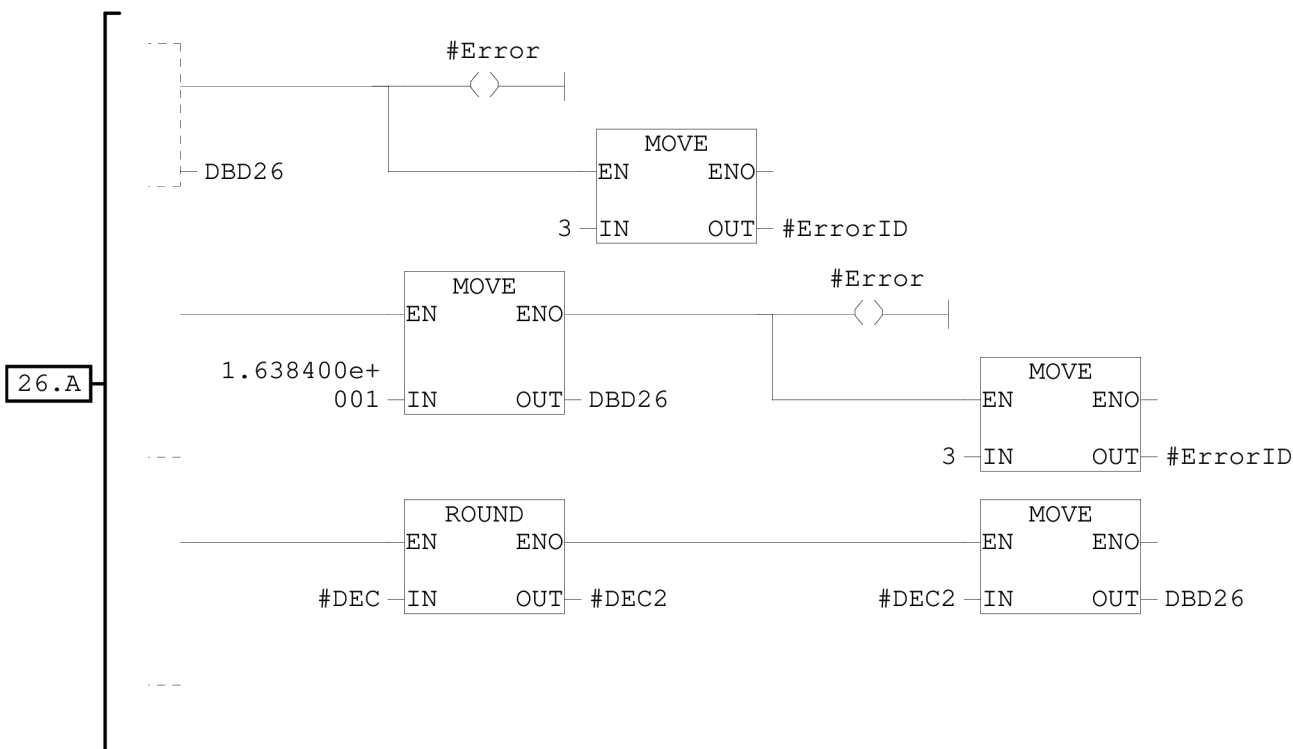 #Error
MOVE
DBD26
EN ENO
3 IN OUT #ErrorID
#Error
MOVE
EN ENO
1.638400e+
MOVE
26.A
001 IN OUT DBD26
EN ENO
3 IN OUT #ErrorID
ROUND MOVE
EN ENO EN ENO
#DEC IN OUT #DEC2 #DEC2 IN OUT DBD26